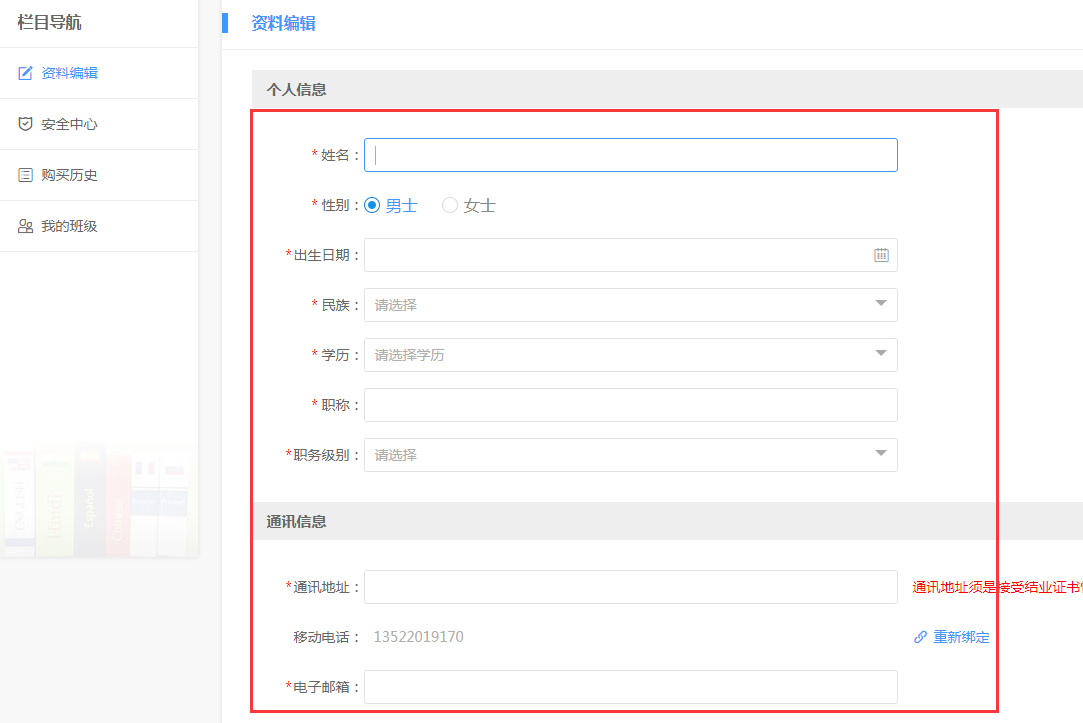 栏目导航
资料编辑
安全中心
购买历史
我的班级
ENGLISH
Hindi
Español
资料编辑
个人信息
*姓名：
*性别： 男士 女士
*出生日期：
*民族： 请选择
*学历： 请选择学历
*职称：
*职务级别： 请选择
通讯信息
*通讯地址： 通讯地址须是接受结业证书
移动电话： 13522019170 重新绑定
*电子邮箱：